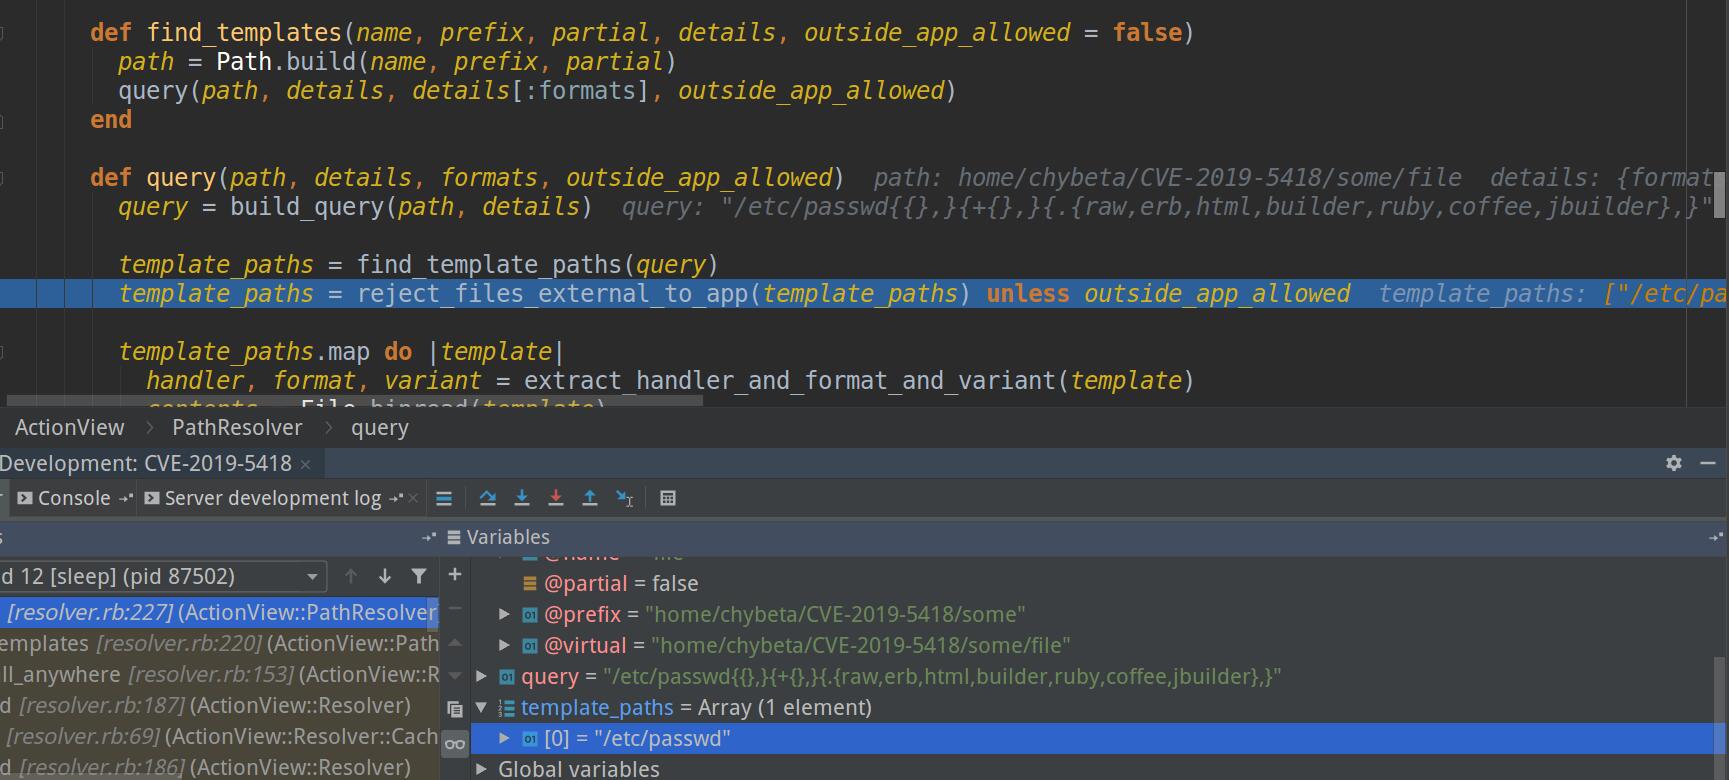 def find_templates(name, prefix, partial, details, outside_app_allowed = false)
path = Path.build(name, prefix, partial)
query(path, details, details[:formats], outside_app_allowed)
end
def query(path, details, formats, outside_app_allowed) path: home/chybeta/CVE-2019-5418/some/file details: {format
query = build_query(path, details) query: "/etc/passwd{{},}{+{},}{.{raw,erb,html,builder,ruby,coffee,jbuilder},}"
template_paths = find_template_paths(query)
template_paths = reject_files_external_to_app(template_paths) unless outside_app_allowed template_paths: ["/etc/pa
template_paths.map do |template|
handler, format, variant = extract_handler_and_format_and_variant(template)
contents = File.binread(template)
ActionView > PathResolver > query
Development: CVE-2019-5418 ×
Console Server development log ×
s Variables
@name = "file"
d 12 [sleep] (pid 87502)
@partial = false
[resolver.rb:227] (ActionView::PathResolver)
@prefix = "home/chybeta/CVE-2019-5418/some"
emplates [resolver.rb:220] (ActionView::Path
@virtual = "home/chybeta/CVE-2019-5418/some/file"
ll_anywhere [resolver.rb:153] (ActionView::R
query = "/etc/passwd{{},}{+{},}{.{raw,erb,html,builder,ruby,coffee,jbuilder},}"
d [resolver.rb:187] (ActionView::Resolver)
template_paths = Array (1 element)
[resolver.rb:69] (ActionView::Resolver::Cach
[0] = "/etc/passwd"
d [resolver.rb:186] (ActionView::Resolver)
Global variables